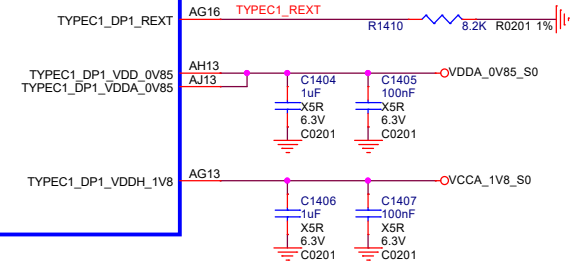 TYPEC1_DP1_REXT AG16 TYPEC1_REXT
R1410 8.2K R0201 1%
TYPEC1_DP1_VDD_0V85 AH13 VDDA_0V85_S0
TYPEC1_DP1_VDDA_0V85 AJ13
C1404 C1405
1uF 100nF
X5R X5R
6.3V 6.3V
C0201 C0201
TYPEC1_DP1_VDDH_1V8 AG13 VCCA_1V8_S0
C1406 C1407
1uF 100nF
X5R X5R
6.3V 6.3V
C0201 C0201